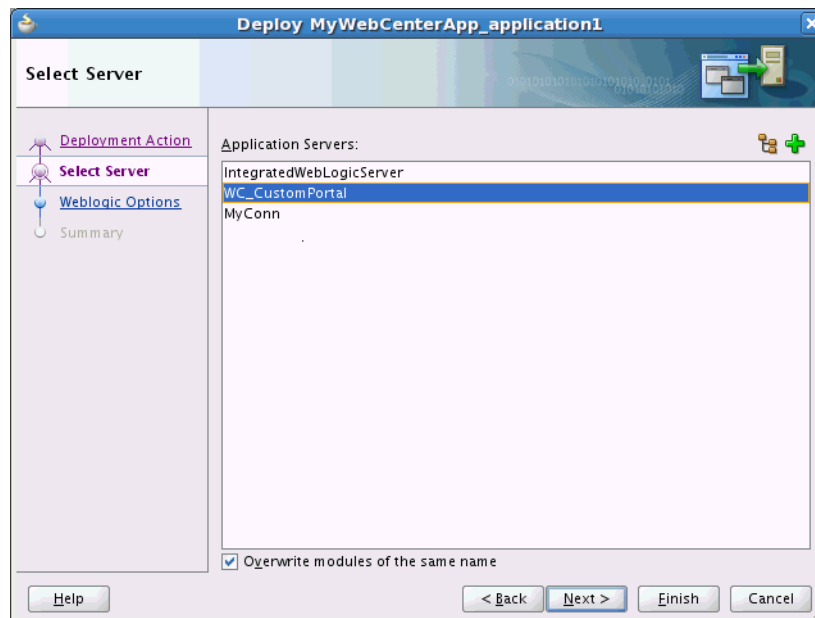 Deploy MyWebCenterApp_application1
Select Server
Deployment Action
Select Server
Weblogic Options
Summary
Application Servers:
IntegratedWebLogicServer
WC_CustomPortal
MyConn
Overwrite modules of the same name
Help
< Back
Next >
Finish
Cancel